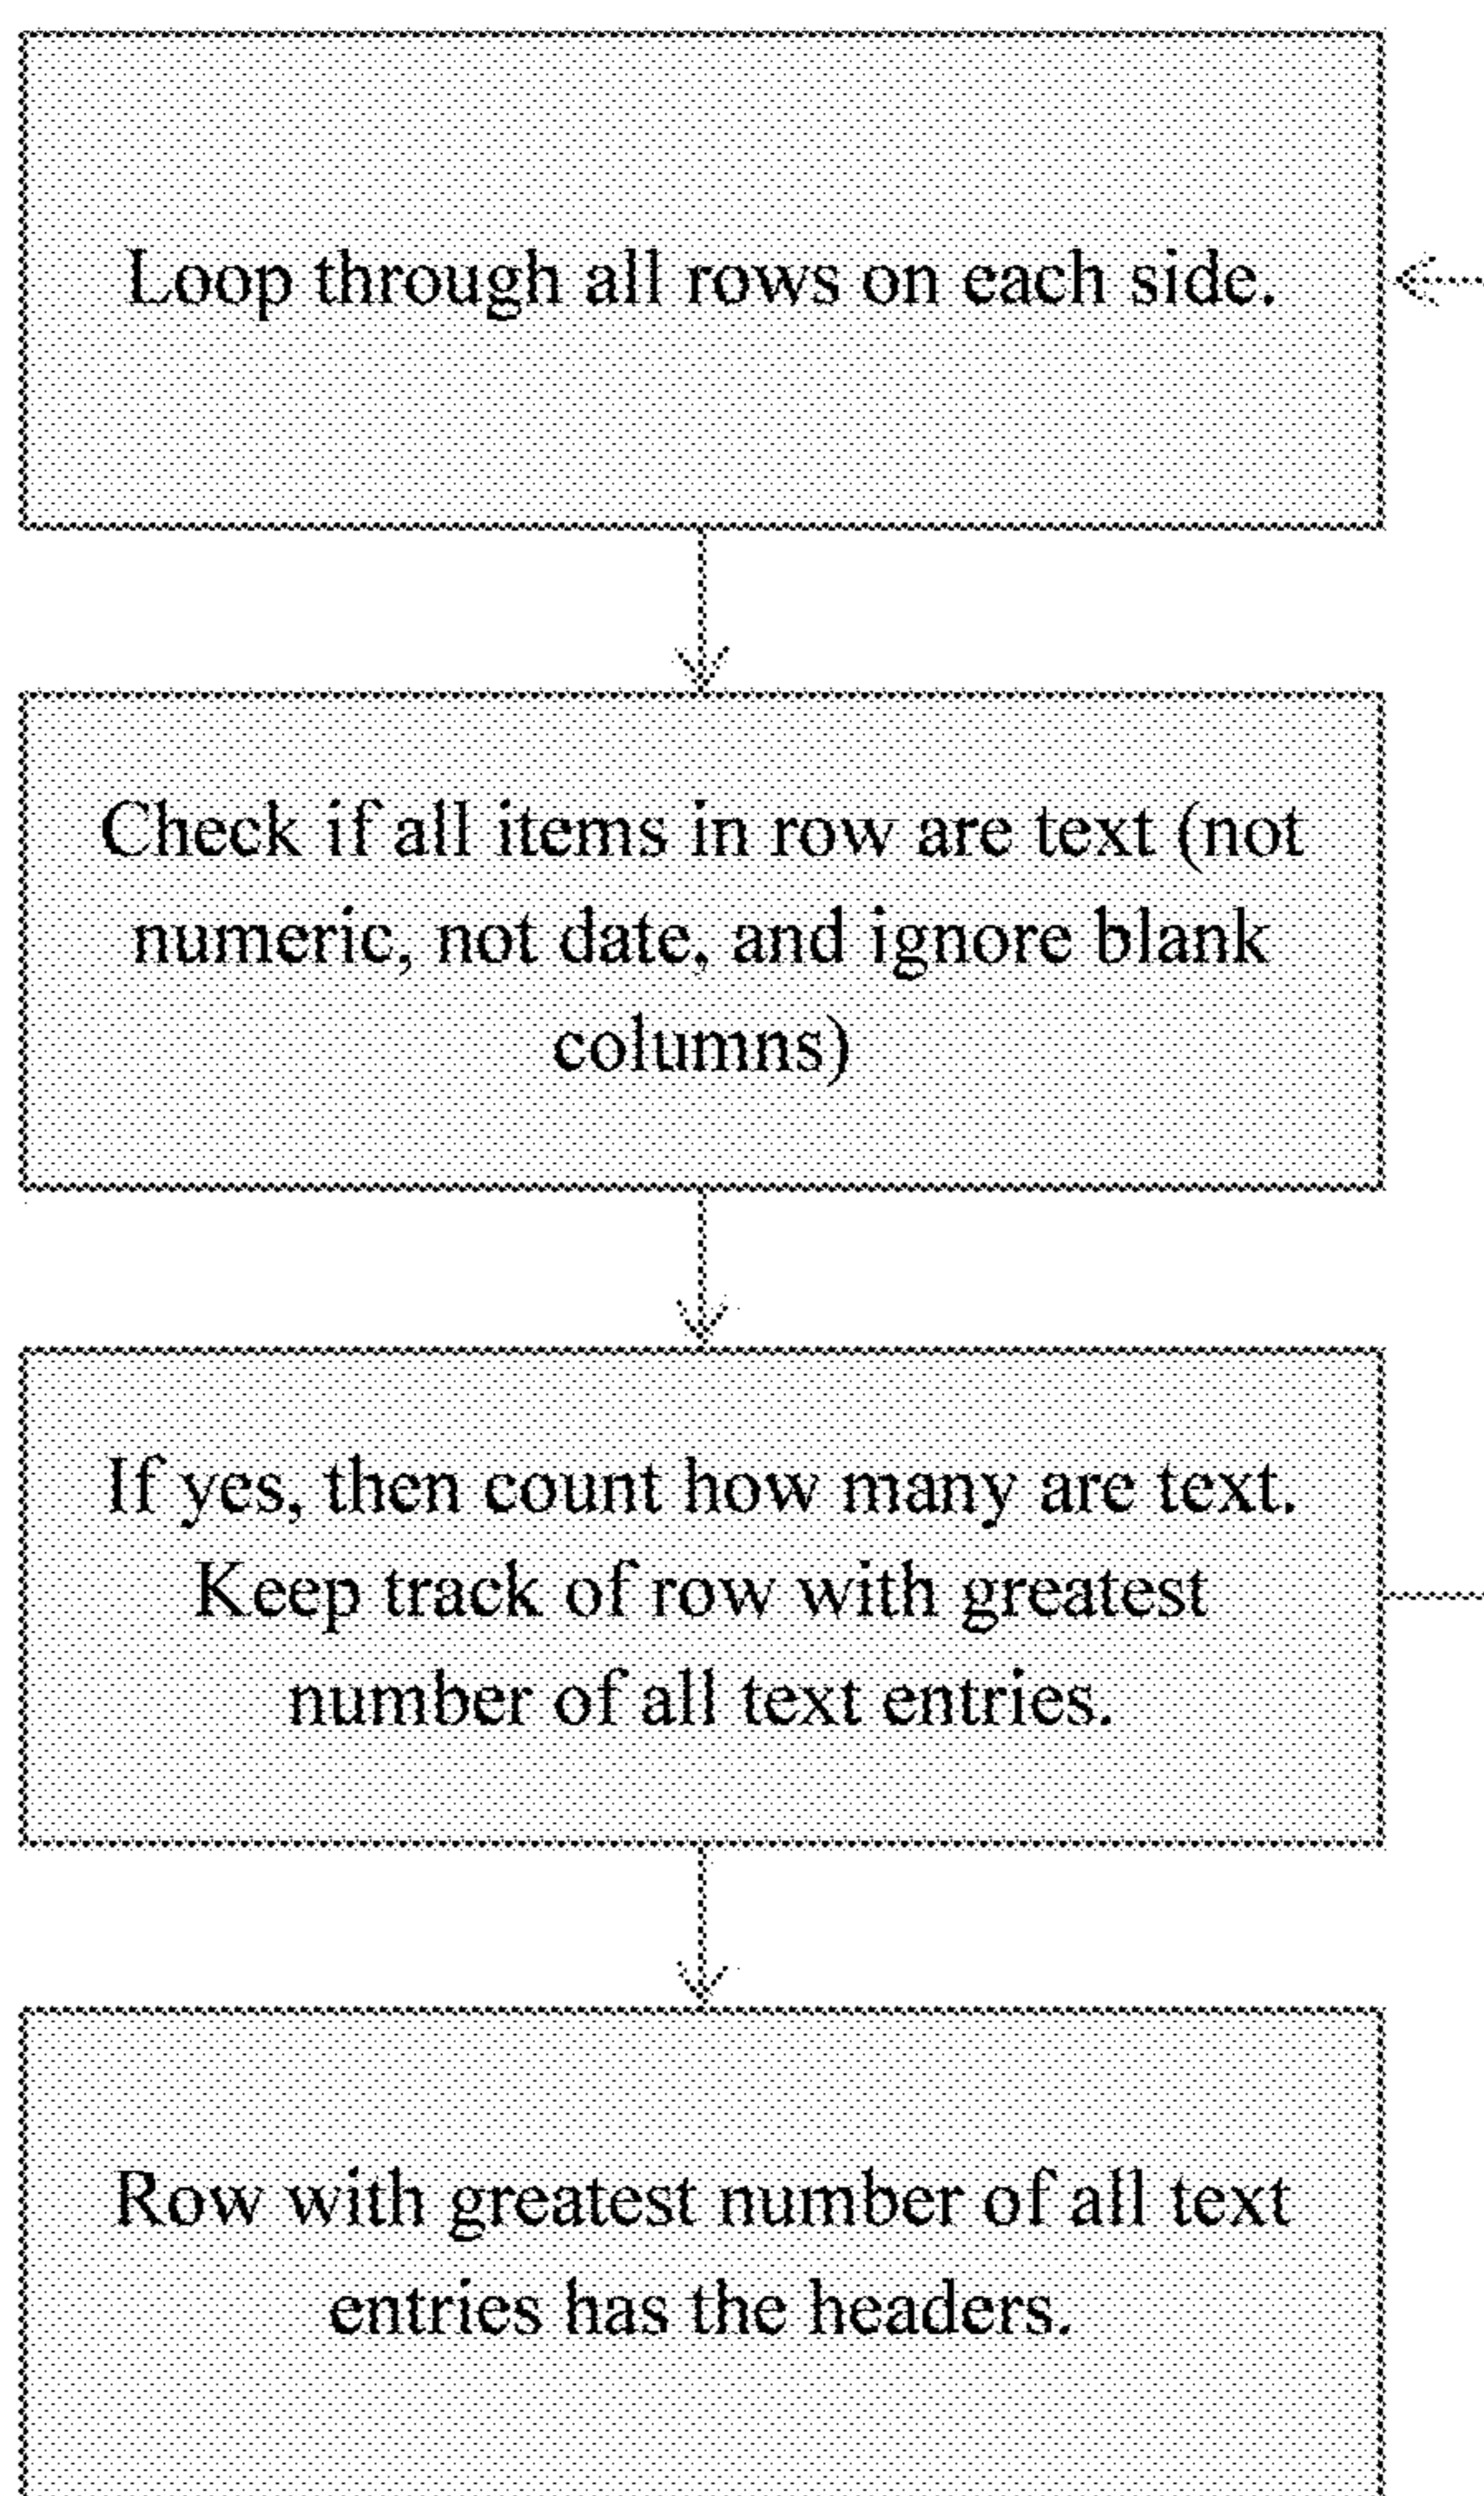 Loop through all rows on each side.
Check if all items in row are text (not
numeric, not date, and ignore blank
columns)
If yes, then count how many are text.
Keep track of row with greatest
number of all text entries.
Row with greatest number of all text
entries has the headers.